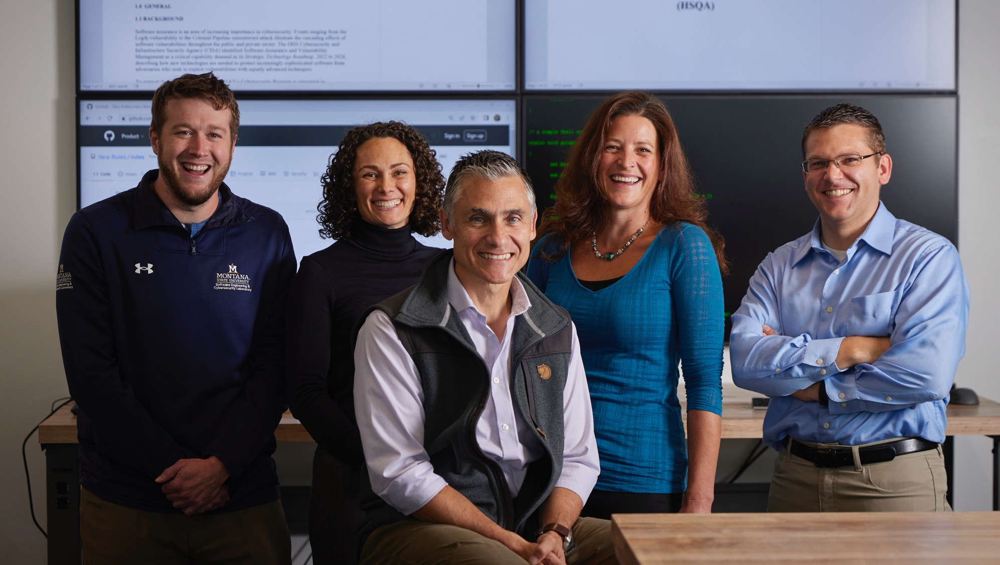 1.0 GENERAL
(HSQA)
1.1 BACKGROUND
Software assurance is an area of increasing importance in cybersecurity. Events ranging from the
Log4j vulnerability to the Colonial Pipeline ransomware attack illustrate the cascading effects of
software vulnerabilities throughout the public and private sector. The DHS Cybersecurity and
Infrastructure Security Agency (CISA) identified Software Assurance and Vulnerability
Management as a critical capability demand in its Strategic Technology Roadmap, 2022 to 2026,
describing how new technologies are needed to protect increasingly sophisticated software from
adversaries who seek to exploit vulnerabilities with equally advanced techniques.
Product
Sign in
Sign up
Yara-Rules / rules
Code
Issues
Projects
Wiki
Security
/* a simple Shell
static void
MONTANA
STATE UNIVERSITY
Software Engineering &
Cybersecurity Laboratory